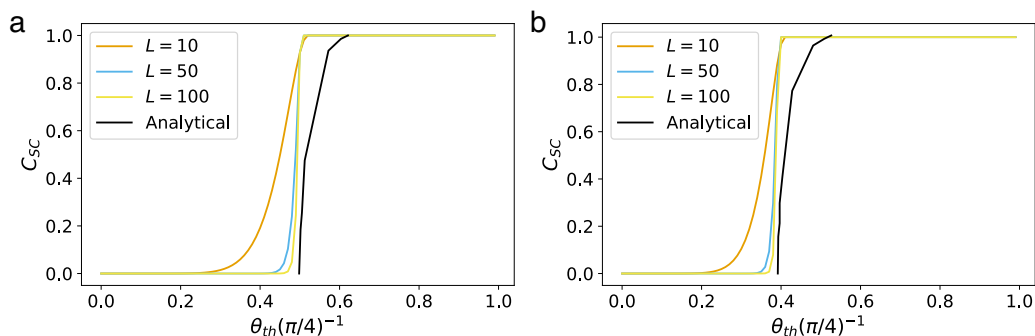 a
1.0
0.8
0.6
0.4
0.2
0.0
C_SC
L = 10
L = 50
L = 100
Analytical
0.0 0.2 0.4 0.6 0.8 1.0
θ_th(π/4)⁻¹
b
1.0
0.8
0.6
0.4
0.2
0.0
C_SC
L = 10
L = 50
L = 100
Analytical
0.0 0.2 0.4 0.6 0.8 1.0
θ_th(π/4)⁻¹